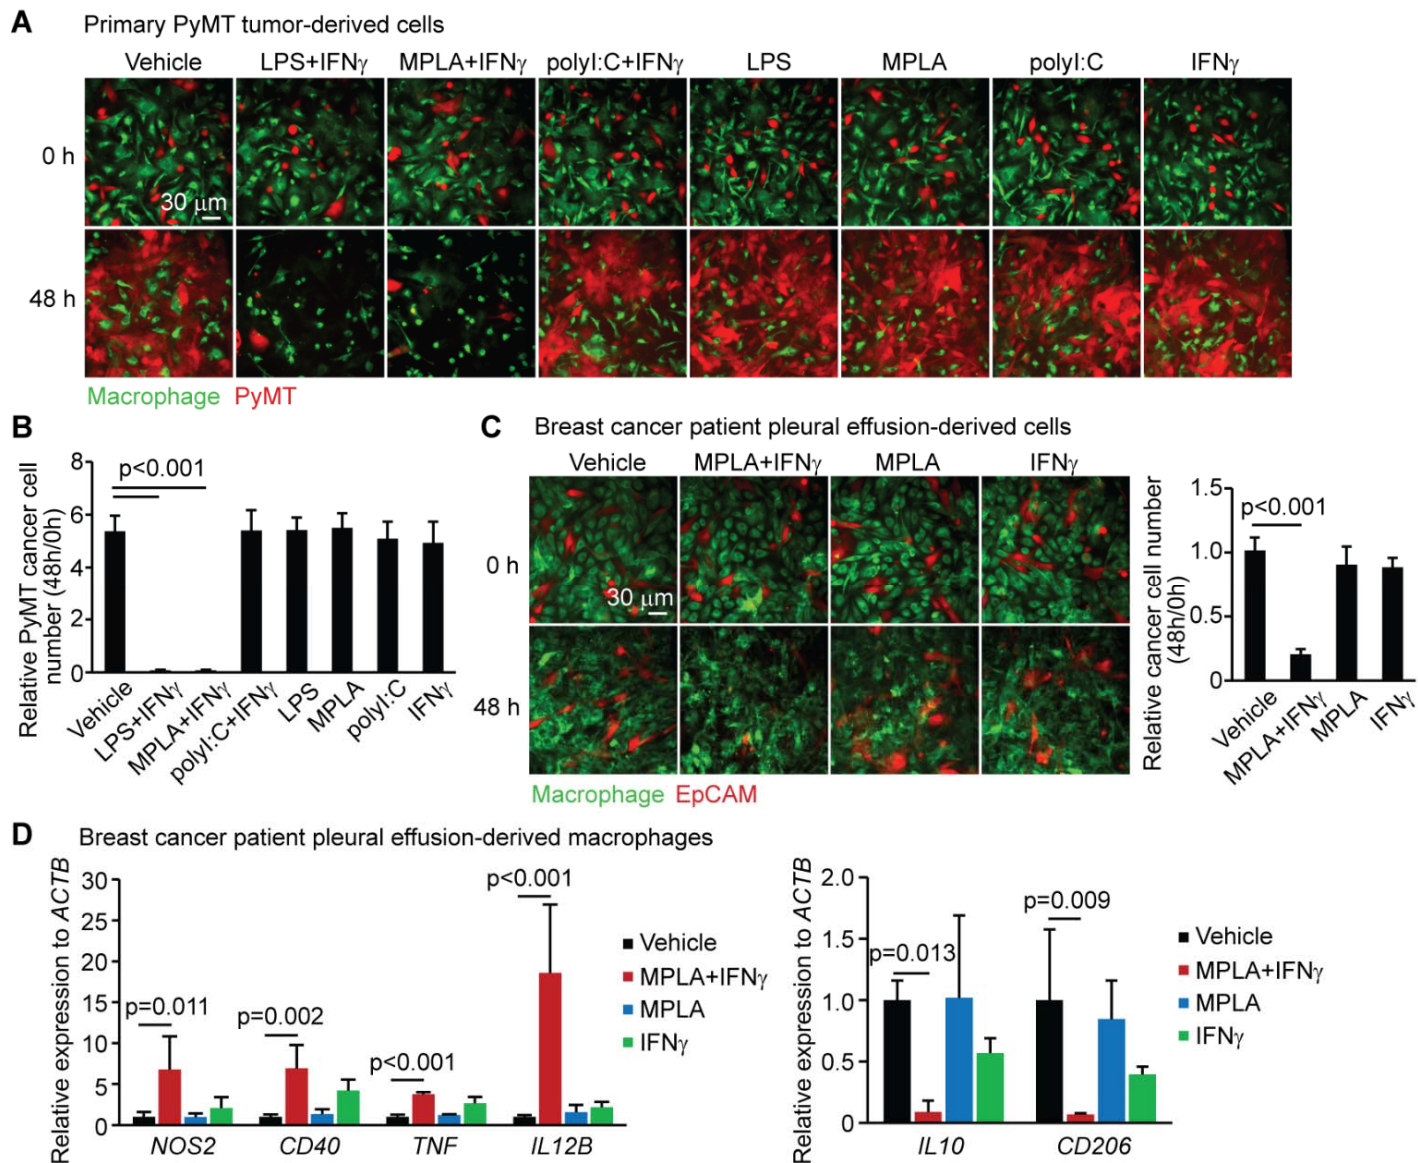 A Primary PyMT tumor-derived cells
Vehicle LPS+IFNγ MPLA+IFNγ polyI:C+IFNγ LPS MPLA polyI:C IFNγ
0 h
30 μm
48 h
Macrophage PyMT
B
Relative PyMT cancer cell
number (48h/0h)
8
6
4
2
0
p<0.001
Vehicle
LPS+IFNγ
MPLA+IFNγ
polyI:C+IFNγ
LPS
MPLA
polyI:C
IFNγ
C Breast cancer patient pleural effusion-derived cells
Vehicle MPLA+IFNγ MPLA IFNγ
0 h
30 μm
48 h
Macrophage EpCAM
Relative cancer cell number
(48h/0h)
1.5
1.0
0.5
0
p<0.001
Vehicle
MPLA+IFNγ
MPLA
IFNγ
D Breast cancer patient pleural effusion-derived macrophages
Relative expression to ACTB
30
25
20
15
10
5
0
p=0.011
p=0.002
p<0.001
p<0.001
NOS2 CD40 TNF IL12B
Vehicle
MPLA+IFNγ
MPLA
IFNγ
Relative expression to ACTB
2.0
1.5
1.0
0.5
0
p=0.013
p=0.009
IL10 CD206
Vehicle
MPLA+IFNγ
MPLA
IFNγ